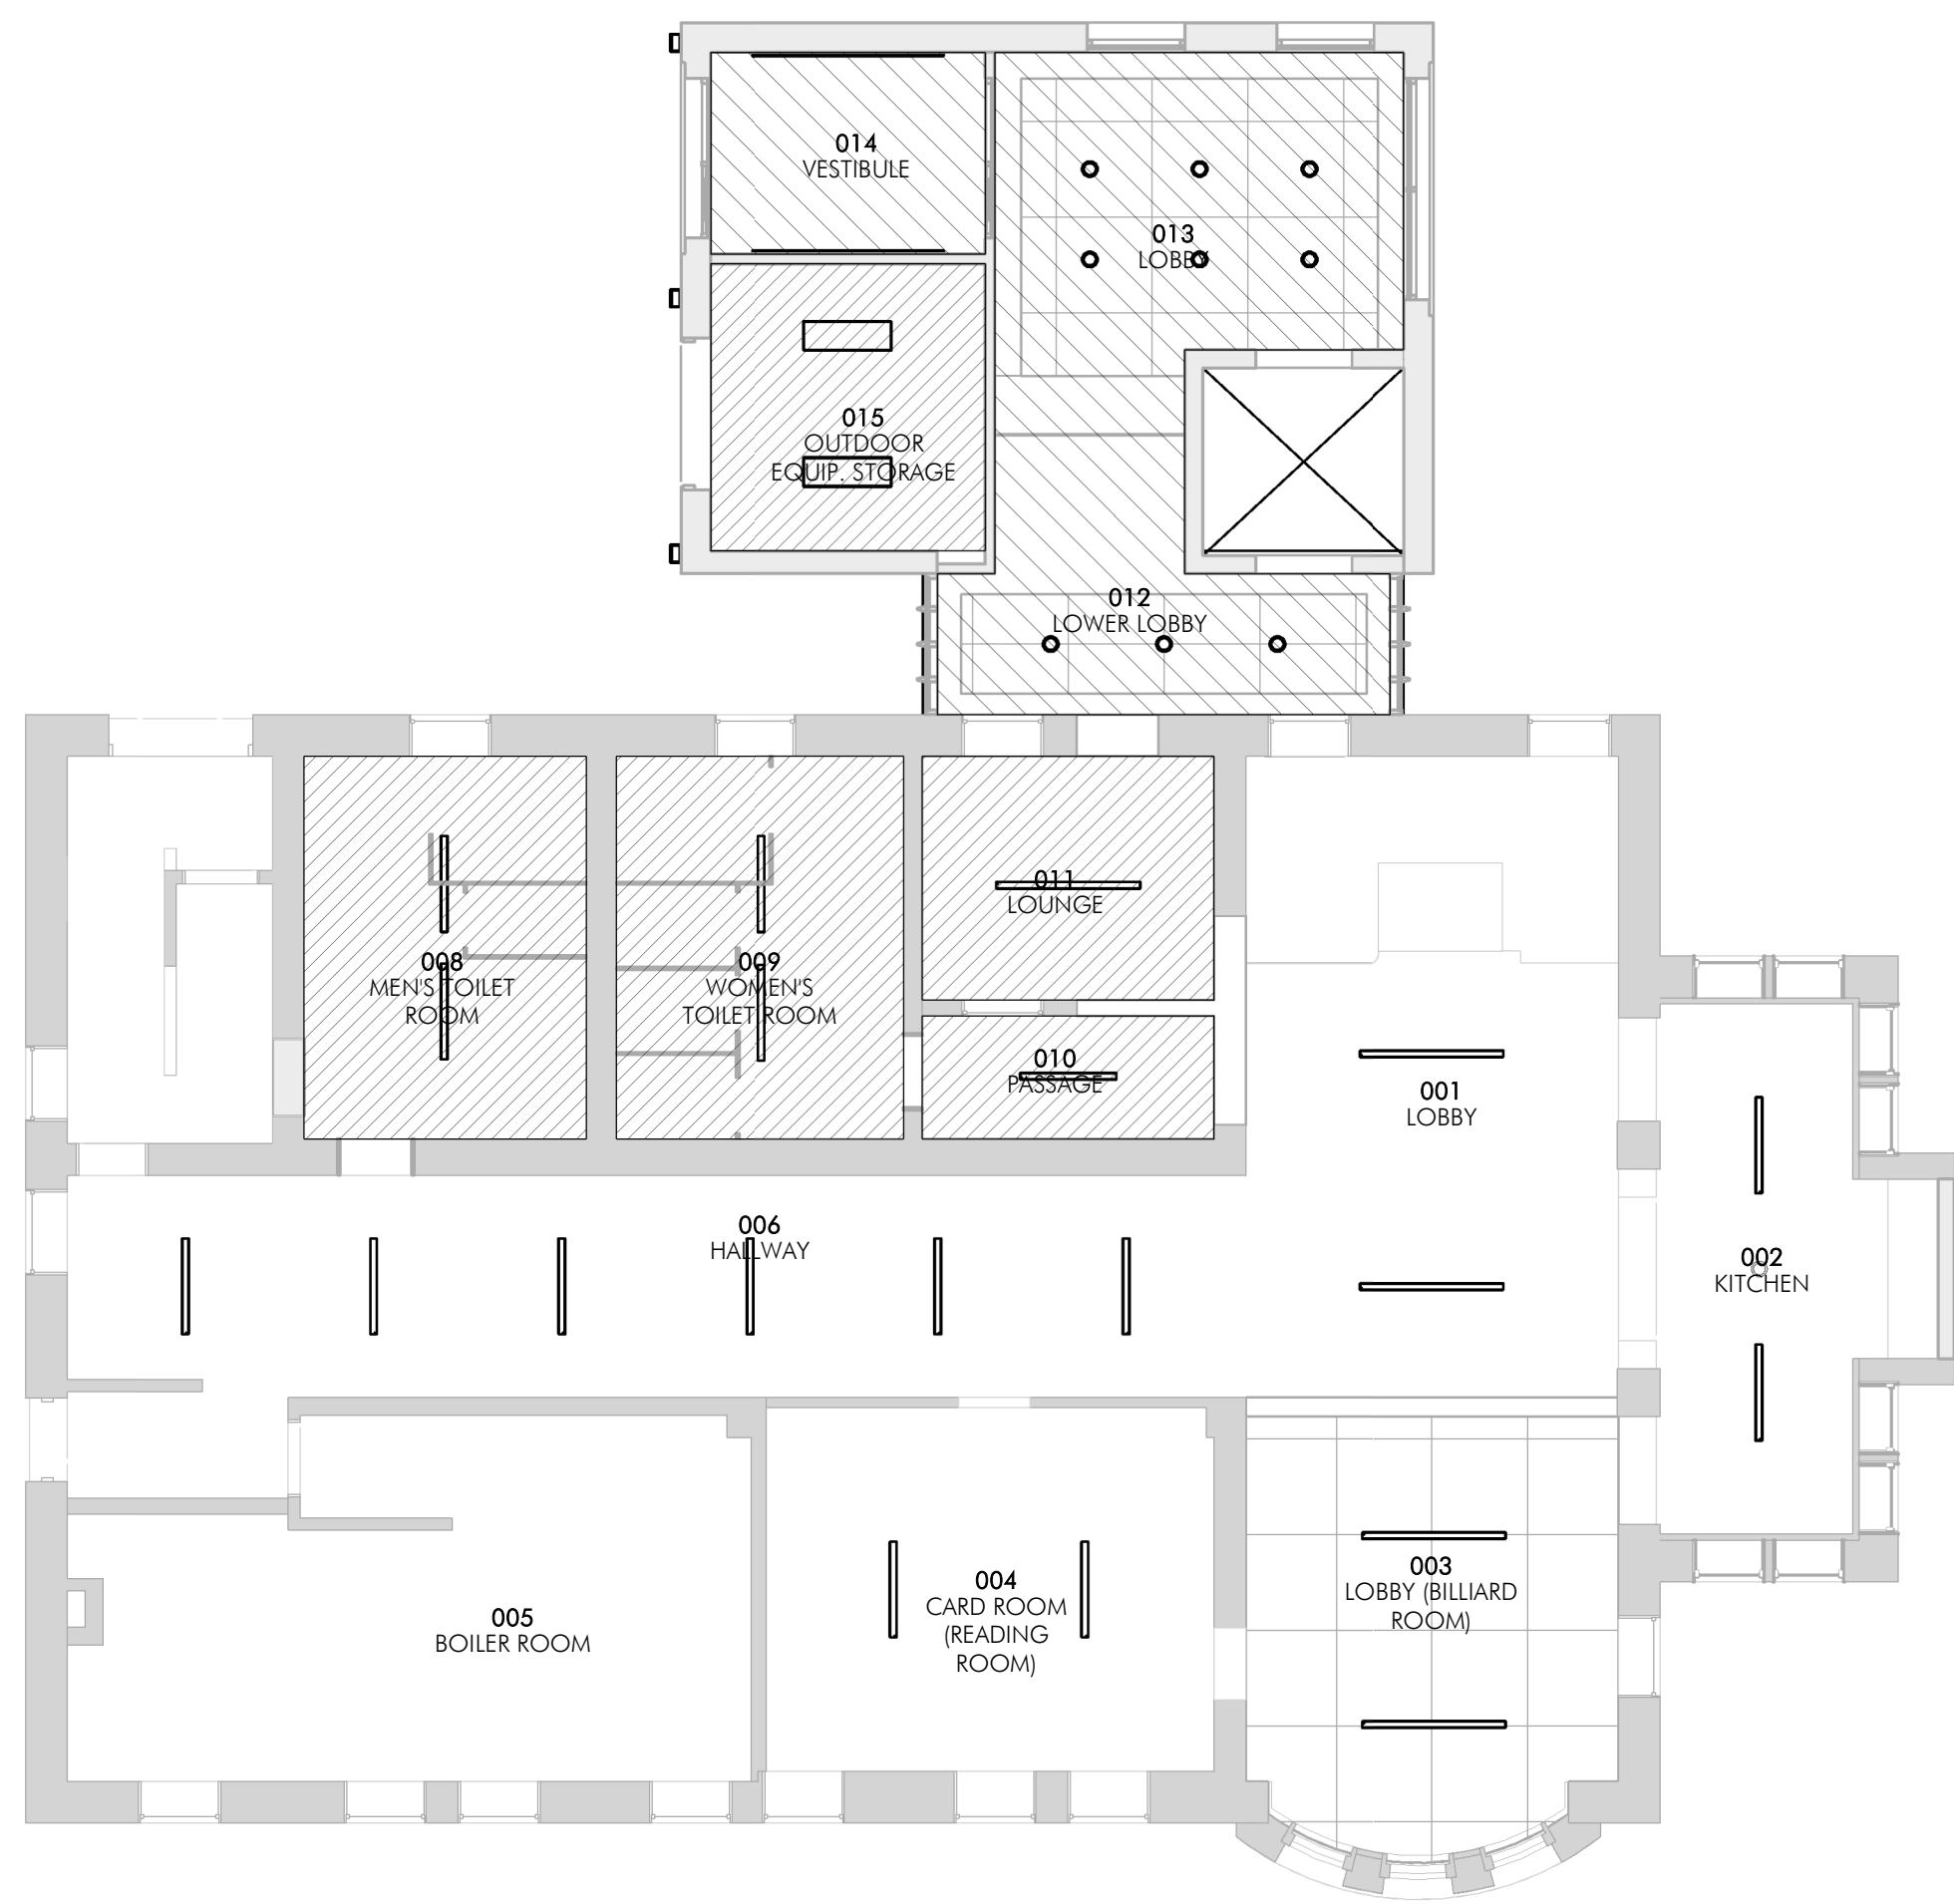 014
VESTIBULE
013
LOBBY
015
OUTDOOR
EQUIP. STORAGE
012
LOWER LOBBY
011
LOUNGE
008
MEN'S TOILET
ROOM
009
WOMEN'S
TOILET ROOM
010
PASSAGE
001
LOBBY
006
HALLWAY
002
KITCHEN
003
LOBBY (BILLIARD
ROOM)
004
CARD ROOM
(READING
ROOM)
005
BOILER ROOM